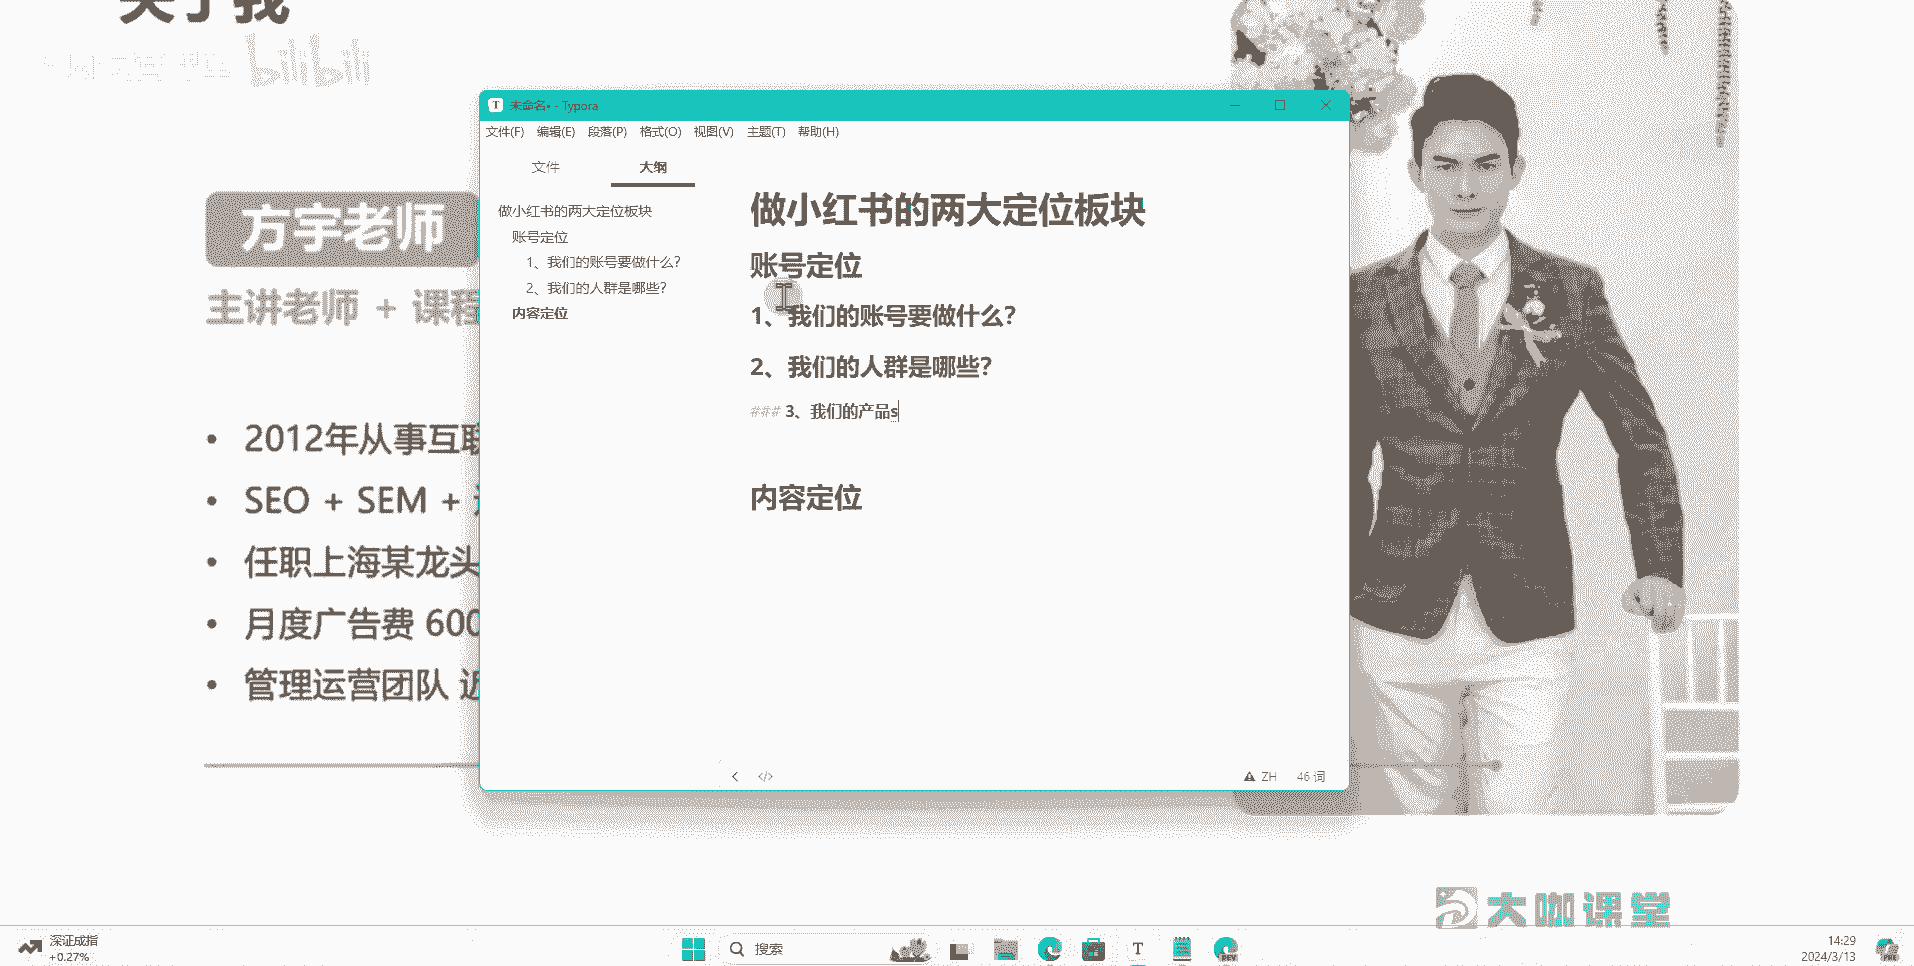 关于我
bilibili
方宇老师
主讲老师 + 课程
2012年从事互联
SEO + SEM +
任职上海某龙头
月度广告费 600
管理运营团队 近
未命名• - Typora
文件(F) 编辑(E) 段落(P) 格式(O) 视图(V) 主题(T) 帮助(H)
文件 大纲
做小红书的两大定位板块
账号定位
1、我们的账号要做什么?
2、我们的人群是哪些?
内容定位
做小红书的两大定位板块
账号定位
1、我们的账号要做什么?
2、我们的人群是哪些?
### 3、我们的产品s
内容定位
ZH 46 词
大咖课堂
深证成指
+0.27%
搜索
T
DEV
14:29
2024/3/13
PRE